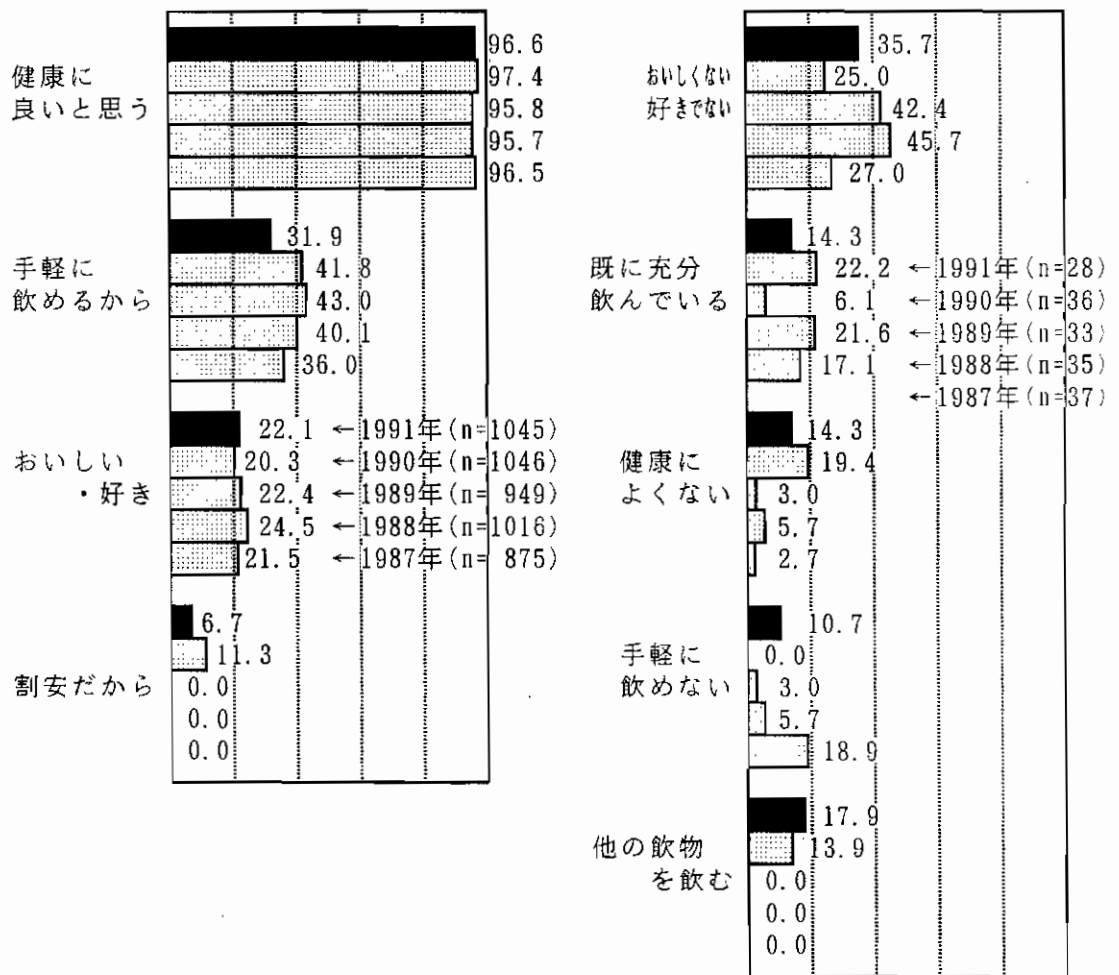 健康に
良いと思う
96.6
97.4
95.8
95.7
96.5
手軽に
飲めるから
31.9
41.8
43.0
40.1
36.0
おいしい
・好き
22.1 ←1991年(n=1045)
20.3 ←1990年(n=1046)
22.4 ←1989年(n= 949)
24.5 ←1988年(n=1016)
21.5 ←1987年(n= 875)
割安だから
6.7
11.3
0.0
0.0
0.0
おいしくない
好きでない
35.7
25.0
42.4
45.7
27.0
既に充分
飲んでいる
14.3
22.2 ←1991年(n=28)
6.1 ←1990年(n=36)
21.6 ←1989年(n=33)
17.1 ←1988年(n=35)
←1987年(n=37)
健康に
よくない
14.3
19.4
3.0
5.7
2.7
手軽に
飲めない
10.7
0.0
3.0
5.7
18.9
他の飲物
を飲む
17.9
13.9
0.0
0.0
0.0